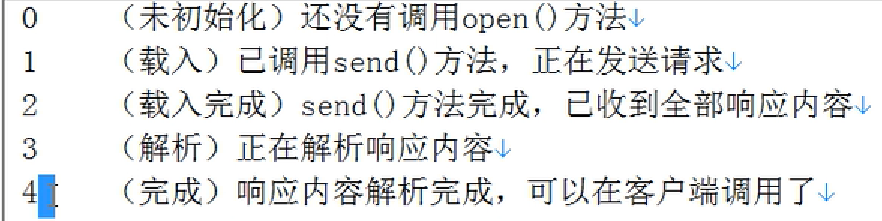 0 （未初始化）还没有调用open()方法↓
1 （载入）已调用send()方法，正在发送请求↓
2 （载入完成）send()方法完成，已收到全部响应内容↓
3 （解析）正在解析响应内容↓
4 （完成）响应内容解析完成，可以在客户端调用了↓